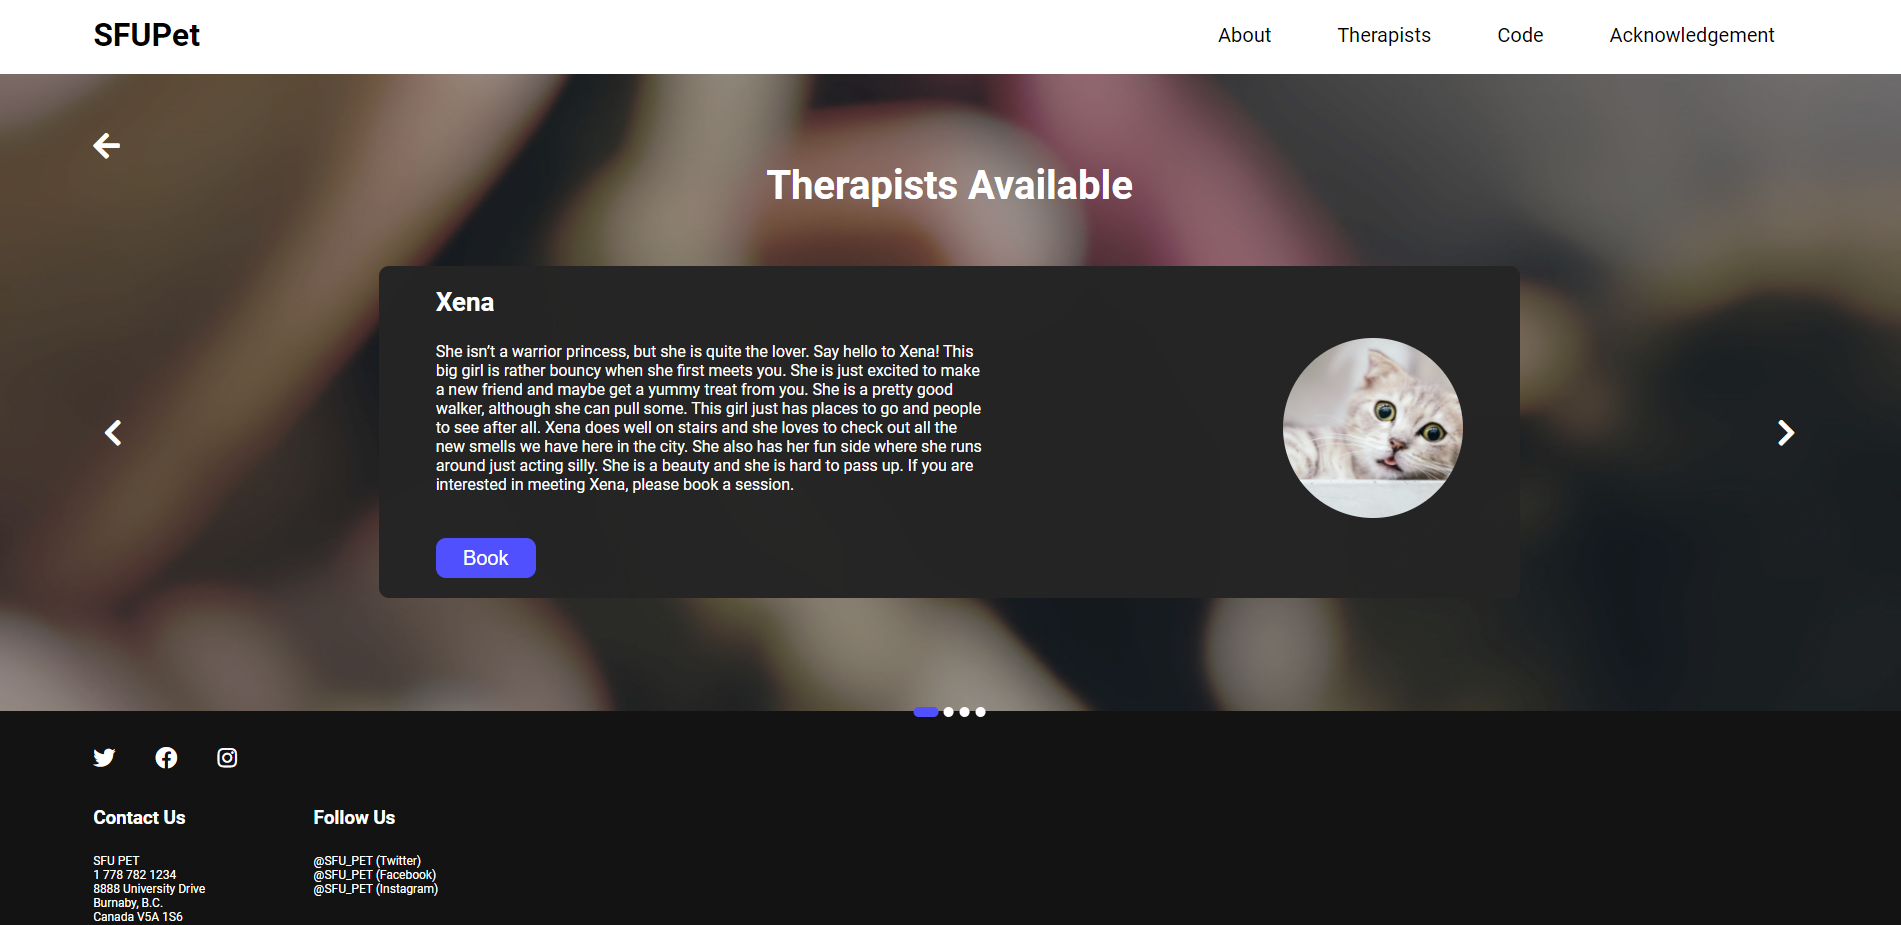 SFUPet
About
Therapists
Code
Acknowledgement
Therapists Available
Xena
She isn’t a warrior princess, but she is quite the lover. Say hello to Xena! This
big girl is rather bouncy when she first meets you. She is just excited to make
a new friend and maybe get a yummy treat from you. She is a pretty good
walker, although she can pull some. This girl just has places to go and people
to see after all. Xena does well on stairs and she loves to check out all the
new smells we have here in the city. She also has her fun side where she runs
around just acting silly. She is a beauty and she is hard to pass up. If you are
interested in meeting Xena, please book a session.
Book
Contact Us
SFU PET
1 778 782 1234
8888 University Drive
Burnaby, B.C.
Canada V5A 1S6
Follow Us
@SFU_PET (Twitter)
@SFU_PET (Facebook)
@SFU_PET (Instagram)